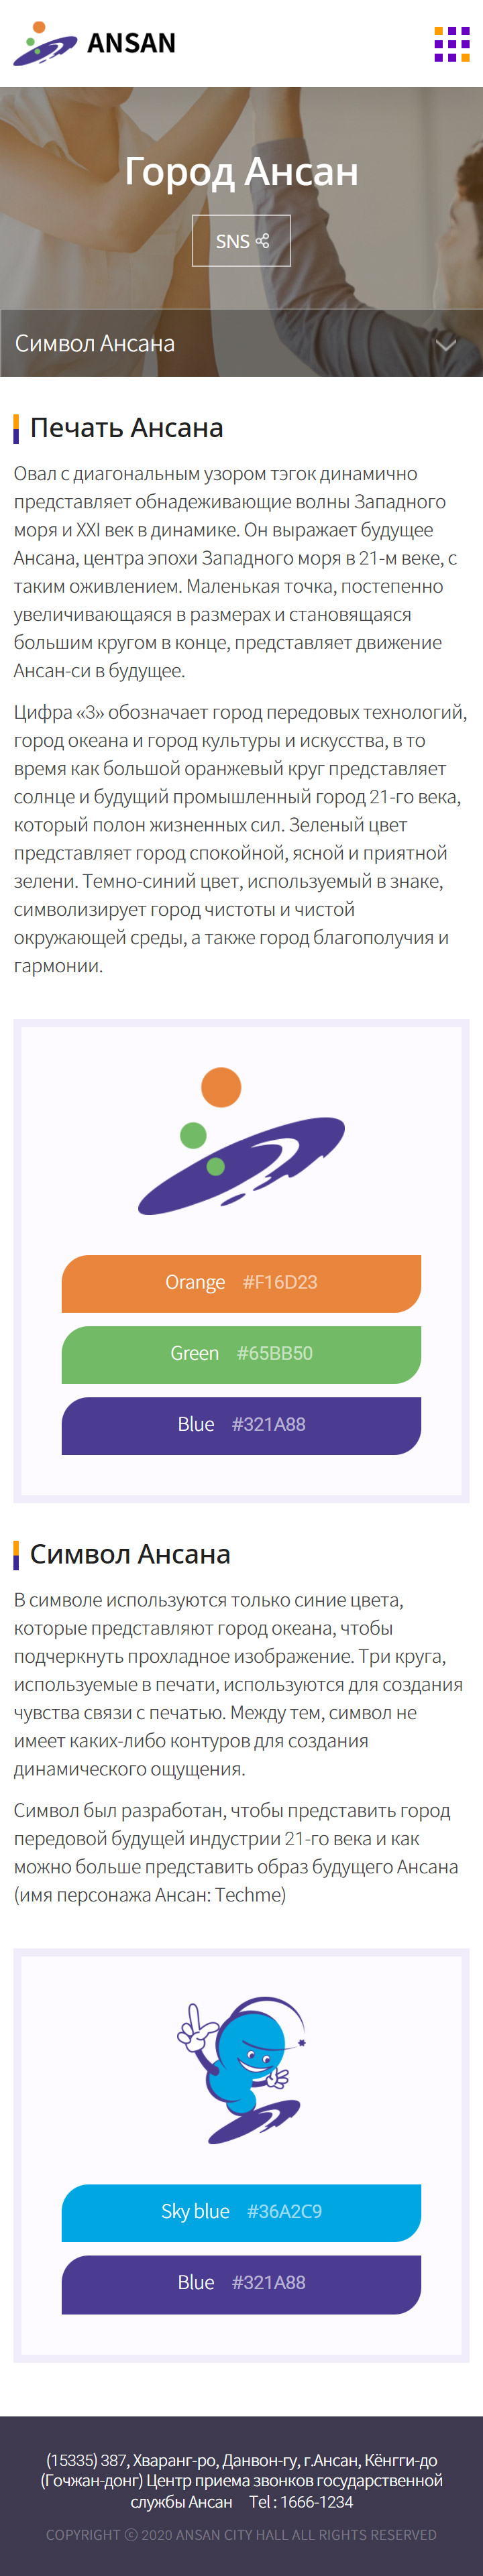 ANSAN
Город Ансан
SNS
Символ Ансана
Печать Ансана
Овал с диагональным узором тэгок динамично
представляет обнадеживающие волны Западного
моря и XXI век в динамике. Он выражает будущее
Ансана, центра эпохи Западного моря в 21-м веке, с
таким оживлением. Маленькая точка, постепенно
увеличивающаяся в размерах и становящаяся
большим кругом в конце, представляет движение
Ансан-си в будущее.
Цифра «3» обозначает город передовых технологий,
город океана и город культуры и искусства, в то
время как большой оранжевый круг представляет
солнце и будущий промышленный город 21-го века,
который полон жизненных сил. Зеленый цвет
представляет город спокойной, ясной и приятной
зелени. Темно-синий цвет, используемый в знаке,
символизирует город чистоты и чистой
окружающей среды, а также город благополучия и
гармонии.
Orange #F16D23
Green #65BB50
Blue #321A88
Символ Ансана
В символе используются только синие цвета,
которые представляют город океана, чтобы
подчеркнуть прохладное изображение. Три круга,
используемые в печати, используются для создания
чувства связи с печатью. Между тем, символ не
имеет каких-либо контуров для создания
динамического ощущения.
Символ был разработан, чтобы представить город
передовой будущей индустрии 21-го века и как
можно больше представить образ будущего Ансана
(имя персонажа Ансан: Techme)
Sky blue #36A2C9
Blue #321A88
(15335) 387, Хваранг-ро, Данвон-гу, г.Ансан, Кёнгги-до
(Гочжан-донг) Центр приема звонков государственной
службы Ансан Tel : 1666-1234
COPYRIGHT ⓒ 2020 ANSAN CITY HALL ALL RIGHTS RESERVED